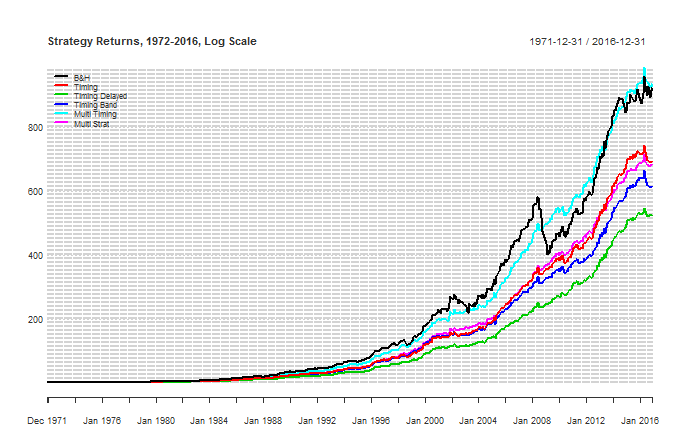 Strategy Returns, 1972-2016, Log Scale
1971-12-31 / 2016-12-31
B&H
Timing
Timing Delayed
Timing Band
Multi Timing
Multi Strat
800
600
400
200
Dec 1971 Jan 1976 Jan 1980 Jan 1984 Jan 1988 Jan 1992 Jan 1996 Jan 2000 Jan 2004 Jan 2008 Jan 2012 Jan 2016